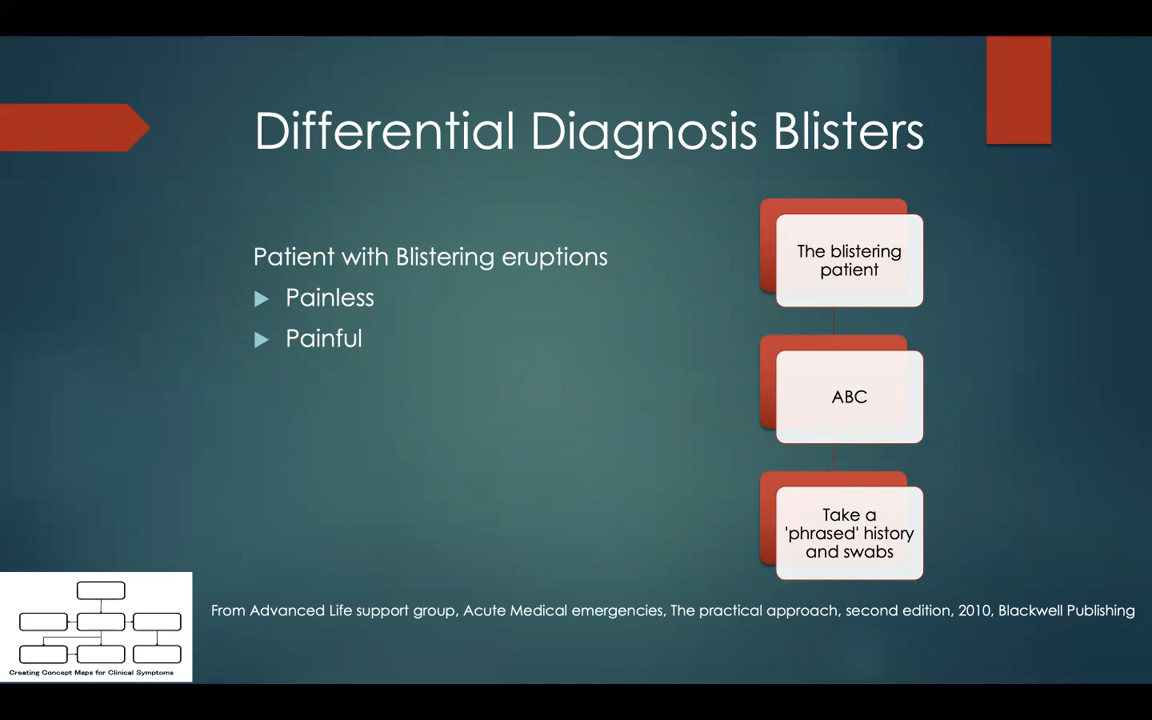 Differential Diagnosis Blisters
Patient with Blistering eruptions
Painless
Painful
The blistering
patient
ABC
Take a
'phrased' history
and swabs
From Advanced Life support group, Acute Medical emergencies, The practical approach, second edition, 2010, Blackwell Publishing
Creating Concept Maps for Clinical Symptoms